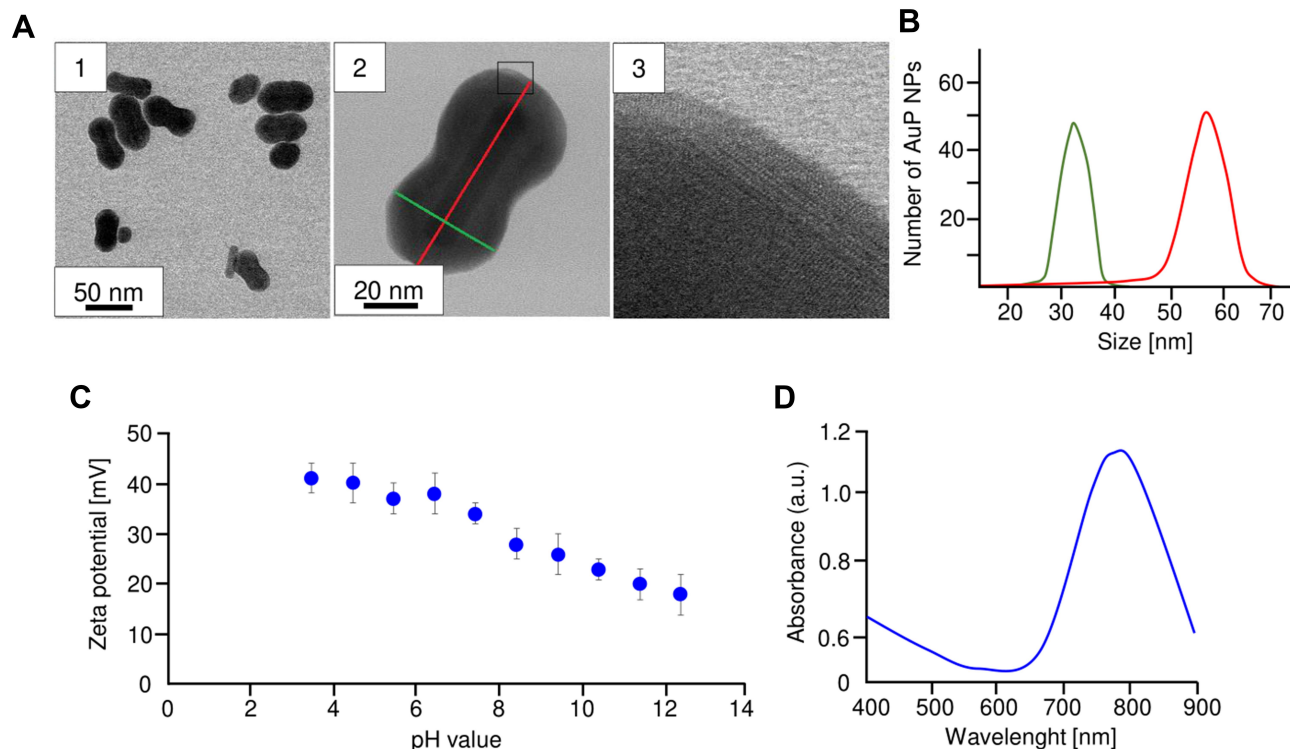 A
1
2
3
50 nm
20 nm
B
Number of AuP NPs
60
40
20
20 30 40 50 60 70
Size [nm]
C
Zeta potential [mV]
50
40
30
20
10
0
0 2 4 6 8 10 12 14
pH value
D
Absorbance (a.u.)
1.2
1.0
0.8
0.6
0
400 500 600 700 800 900
Wavelenght [nm]